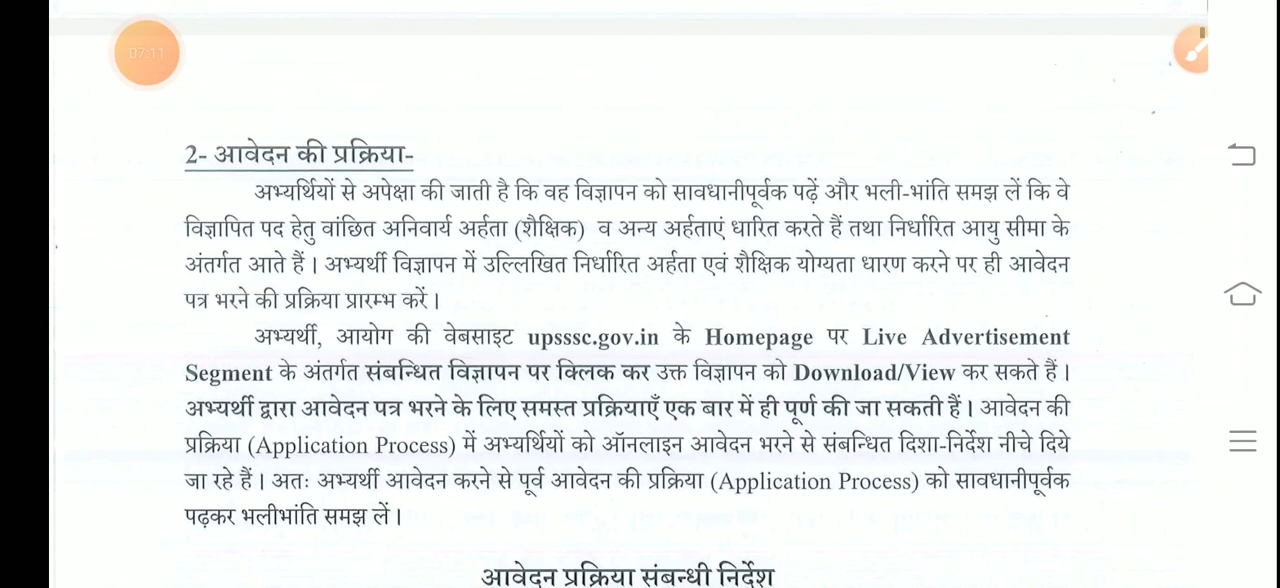 07:11
2- आवेदन की प्रक्रिया-
अभ्यर्थियों से अपेक्षा की जाती है कि वह विज्ञापन को सावधानीपूर्वक पढ़ें और भली-भांति समझ लें कि वे
विज्ञापित पद हेतु वांछित अनिवार्य अर्हता (शैक्षिक) व अन्य अर्हताएं धारित करते हैं तथा निर्धारित आयु सीमा के
अंतर्गत आते हैं। अभ्यर्थी विज्ञापन में उल्लिखित निर्धारित अर्हता एवं शैक्षिक योग्यता धारण करने पर ही आवेदन
पत्र भरने की प्रक्रिया प्रारम्भ करें।
अभ्यर्थी, आयोग की वेबसाइट upsssc.gov.in के Homepage पर Live Advertisement
Segment के अंतर्गत संबन्धित विज्ञापन पर क्लिक कर उक्त विज्ञापन को Download/View कर सकते हैं।
अभ्यर्थी द्वारा आवेदन पत्र भरने के लिए समस्त प्रक्रियाएँ एक बार में ही पूर्ण की जा सकती हैं। आवेदन की
प्रक्रिया (Application Process) में अभ्यर्थियों को ऑनलाइन आवेदन भरने से संबन्धित दिशा-निर्देश नीचे दिये
जा रहे हैं। अतः अभ्यर्थी आवेदन करने से पूर्व आवेदन की प्रक्रिया (Application Process) को सावधानीपूर्वक
पढ़कर भलीभांति समझ लें।
आवेदन प्रक्रिया संबन्धी निर्देश